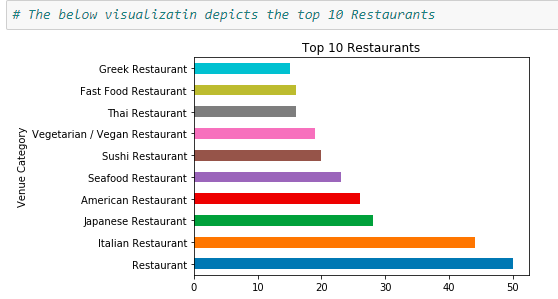 # The below visualizatin depicts the top 10 Restaurants
Top 10 Restaurants
Venue Category
Greek Restaurant
Fast Food Restaurant
Thai Restaurant
Vegetarian / Vegan Restaurant
Sushi Restaurant
Seafood Restaurant
American Restaurant
Japanese Restaurant
Italian Restaurant
Restaurant
0 10 20 30 40 50